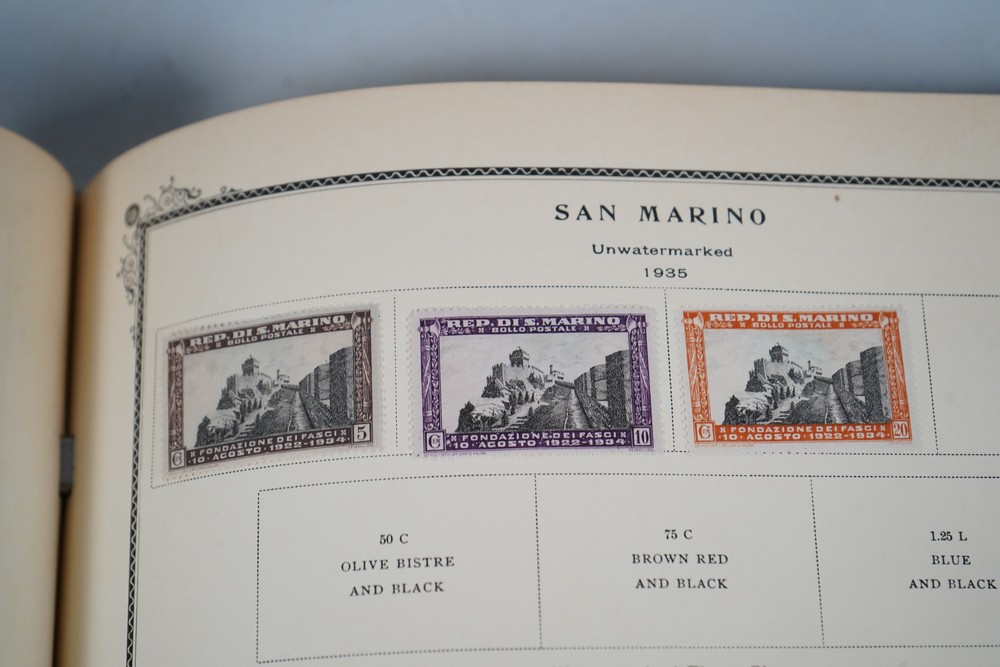 SAN MARINO
Unwatermarked
1935
REP. DI S. MARINO
BOLLO POSTALE
C 5
FONDAZIONE DEI FASCI
10 AGOSTO 1922-1934
REP. DI S. MARINO
BOLLO POSTALE
C 10
FONDAZIONE DEI FASCI
10 AGOSTO 1922-1934
REP. DI S. MARINO
BOLLO POSTALE
C 20
FONDAZIONE DEI FASCI
10 AGOSTO 1922-1934
50 C
OLIVE BISTRE
AND BLACK
75 C
BROWN RED
AND BLACK
1.25 L
BLUE
AND BLACK